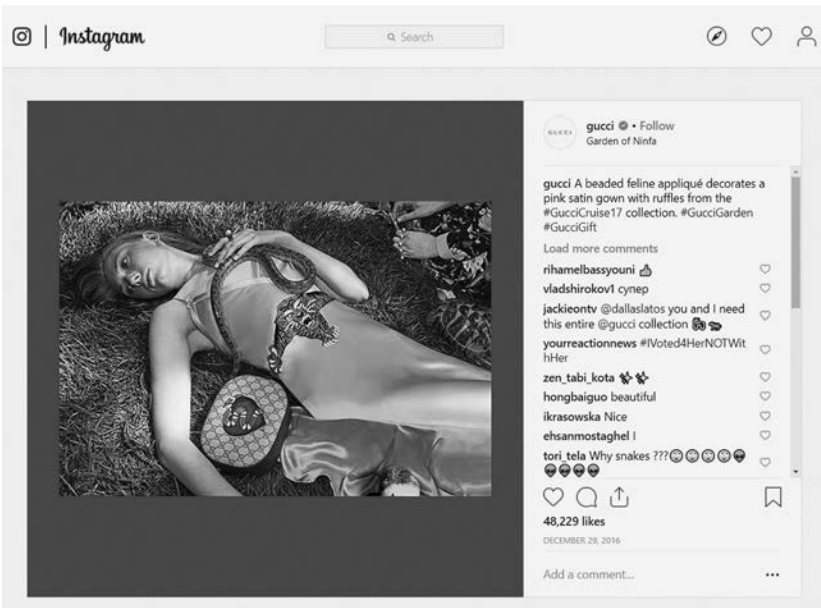 Instagram
Search
GUCCI
gucci • Follow
Garden of Ninfa
gucci A beaded feline appliqué decorates a
pink satin gown with ruffles from the
#GucciCruise17 collection. #GucciGarden
#GucciGift
Load more comments
rihamelbassyouni
vladshirokov1 супер
jackieontv @dallaslatos you and I need
this entire @gucci collection
yourreactionnews #IVoted4HerNOTWit
hHer
zen_tabi_kota
hongbaiguo beautiful
ikrasowska Nice
ehsanmostaghel I
tori_tela Why snakes ???
48,229 likes
DECEMBER 29, 2016
Add a comment...